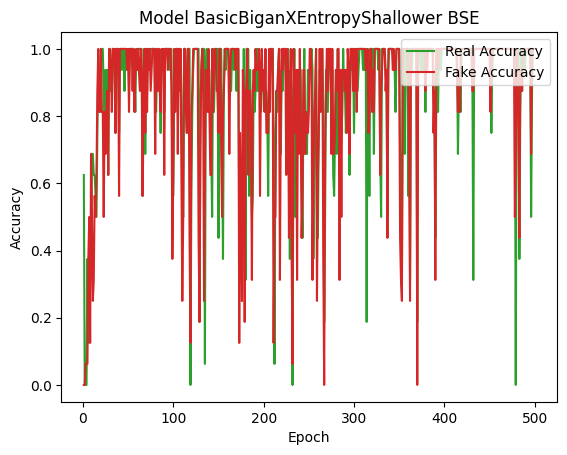 Model BasicBiganXEntropyShallower BSE
Real Accuracy
Fake Accuracy
1.0
0.8
0.6
0.4
0.2
0.0
Accuracy
0
100
200
300
400
500
Epoch